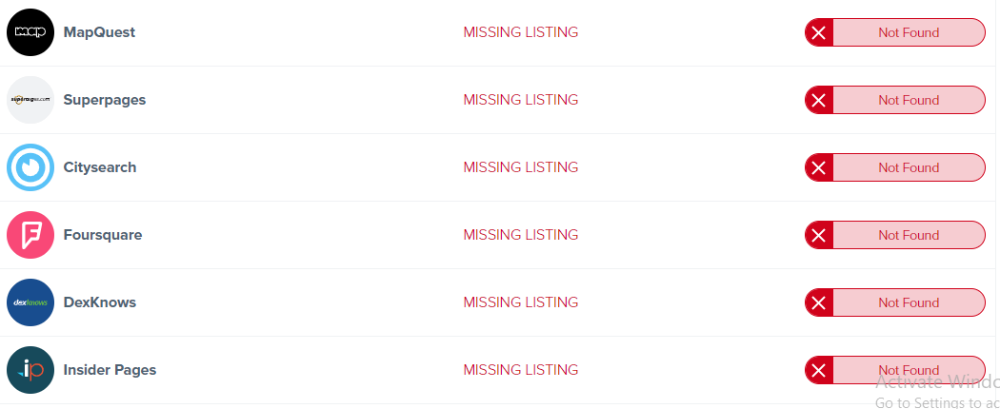 map MapQuest MISSING LISTING Not Found
superpages.com Superpages MISSING LISTING Not Found
Citysearch MISSING LISTING Not Found
Foursquare MISSING LISTING Not Found
dexknows DexKnows MISSING LISTING Not Found
ip Insider Pages MISSING LISTING Not Found
Activate Windo
Go to Settings to ac